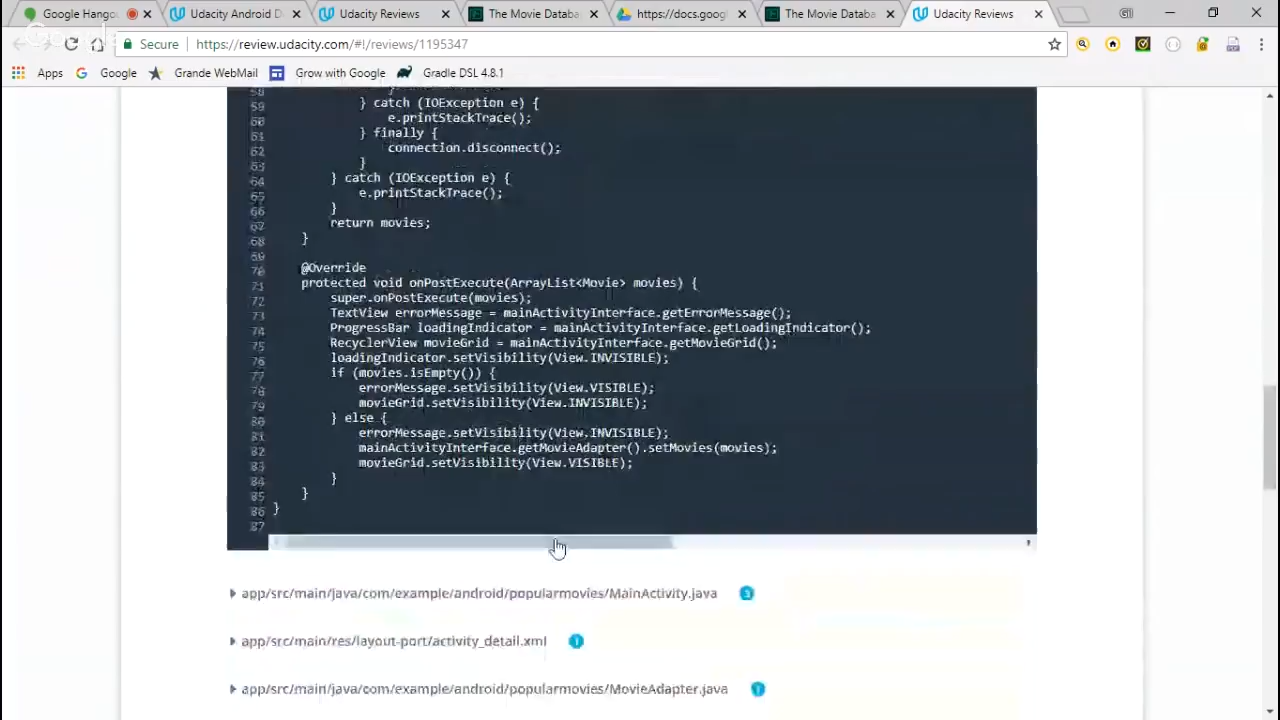 Google Hango
Udacity Android D
Udacity Reviews
The Movie Databa
https://docs.goog
The Movie Databa
Udacity Reviews
Secure
https://review.udacity.com/#!/reviews/1195347
Apps
Google
Grande WebMail
Grow with Google
Gradle DSL 4.8.1
58
59 } catch (IOException e) {
60 e.printStackTrace();
61 } finally {
62 connection.disconnect();
63 }
64 } catch (IOException e) {
65 e.printStackTrace();
66 }
67 return movies;
68 }
69
70 @Override
71 protected void onPostExecute(ArrayList<Movie> movies) {
72 super.onPostExecute(movies);
73 TextView errorMessage = mainActivityInterface.getErrorMessage();
74 ProgressBar loadingIndicator = mainActivityInterface.getLoadingIndicator();
75 RecyclerView movieGrid = mainActivityInterface.getMovieGrid();
76 loadingIndicator.setVisibility(View.INVISIBLE);
77 if (movies.isEmpty()) {
78 errorMessage.setVisibility(View.VISIBLE);
79 movieGrid.setVisibility(View.INVISIBLE);
80 } else {
81 errorMessage.setVisibility(View.INVISIBLE);
82 mainActivityInterface.getMovieAdapter().setMovies(movies);
83 movieGrid.setVisibility(View.VISIBLE);
84 }
85 }
86 }
87
app/src/main/java/com/example/android/popularmovies/MainActivity.java 3
app/src/main/res/layout-port/activity_detail.xml 1
app/src/main/java/com/example/android/popularmovies/MovieAdapter.java 1